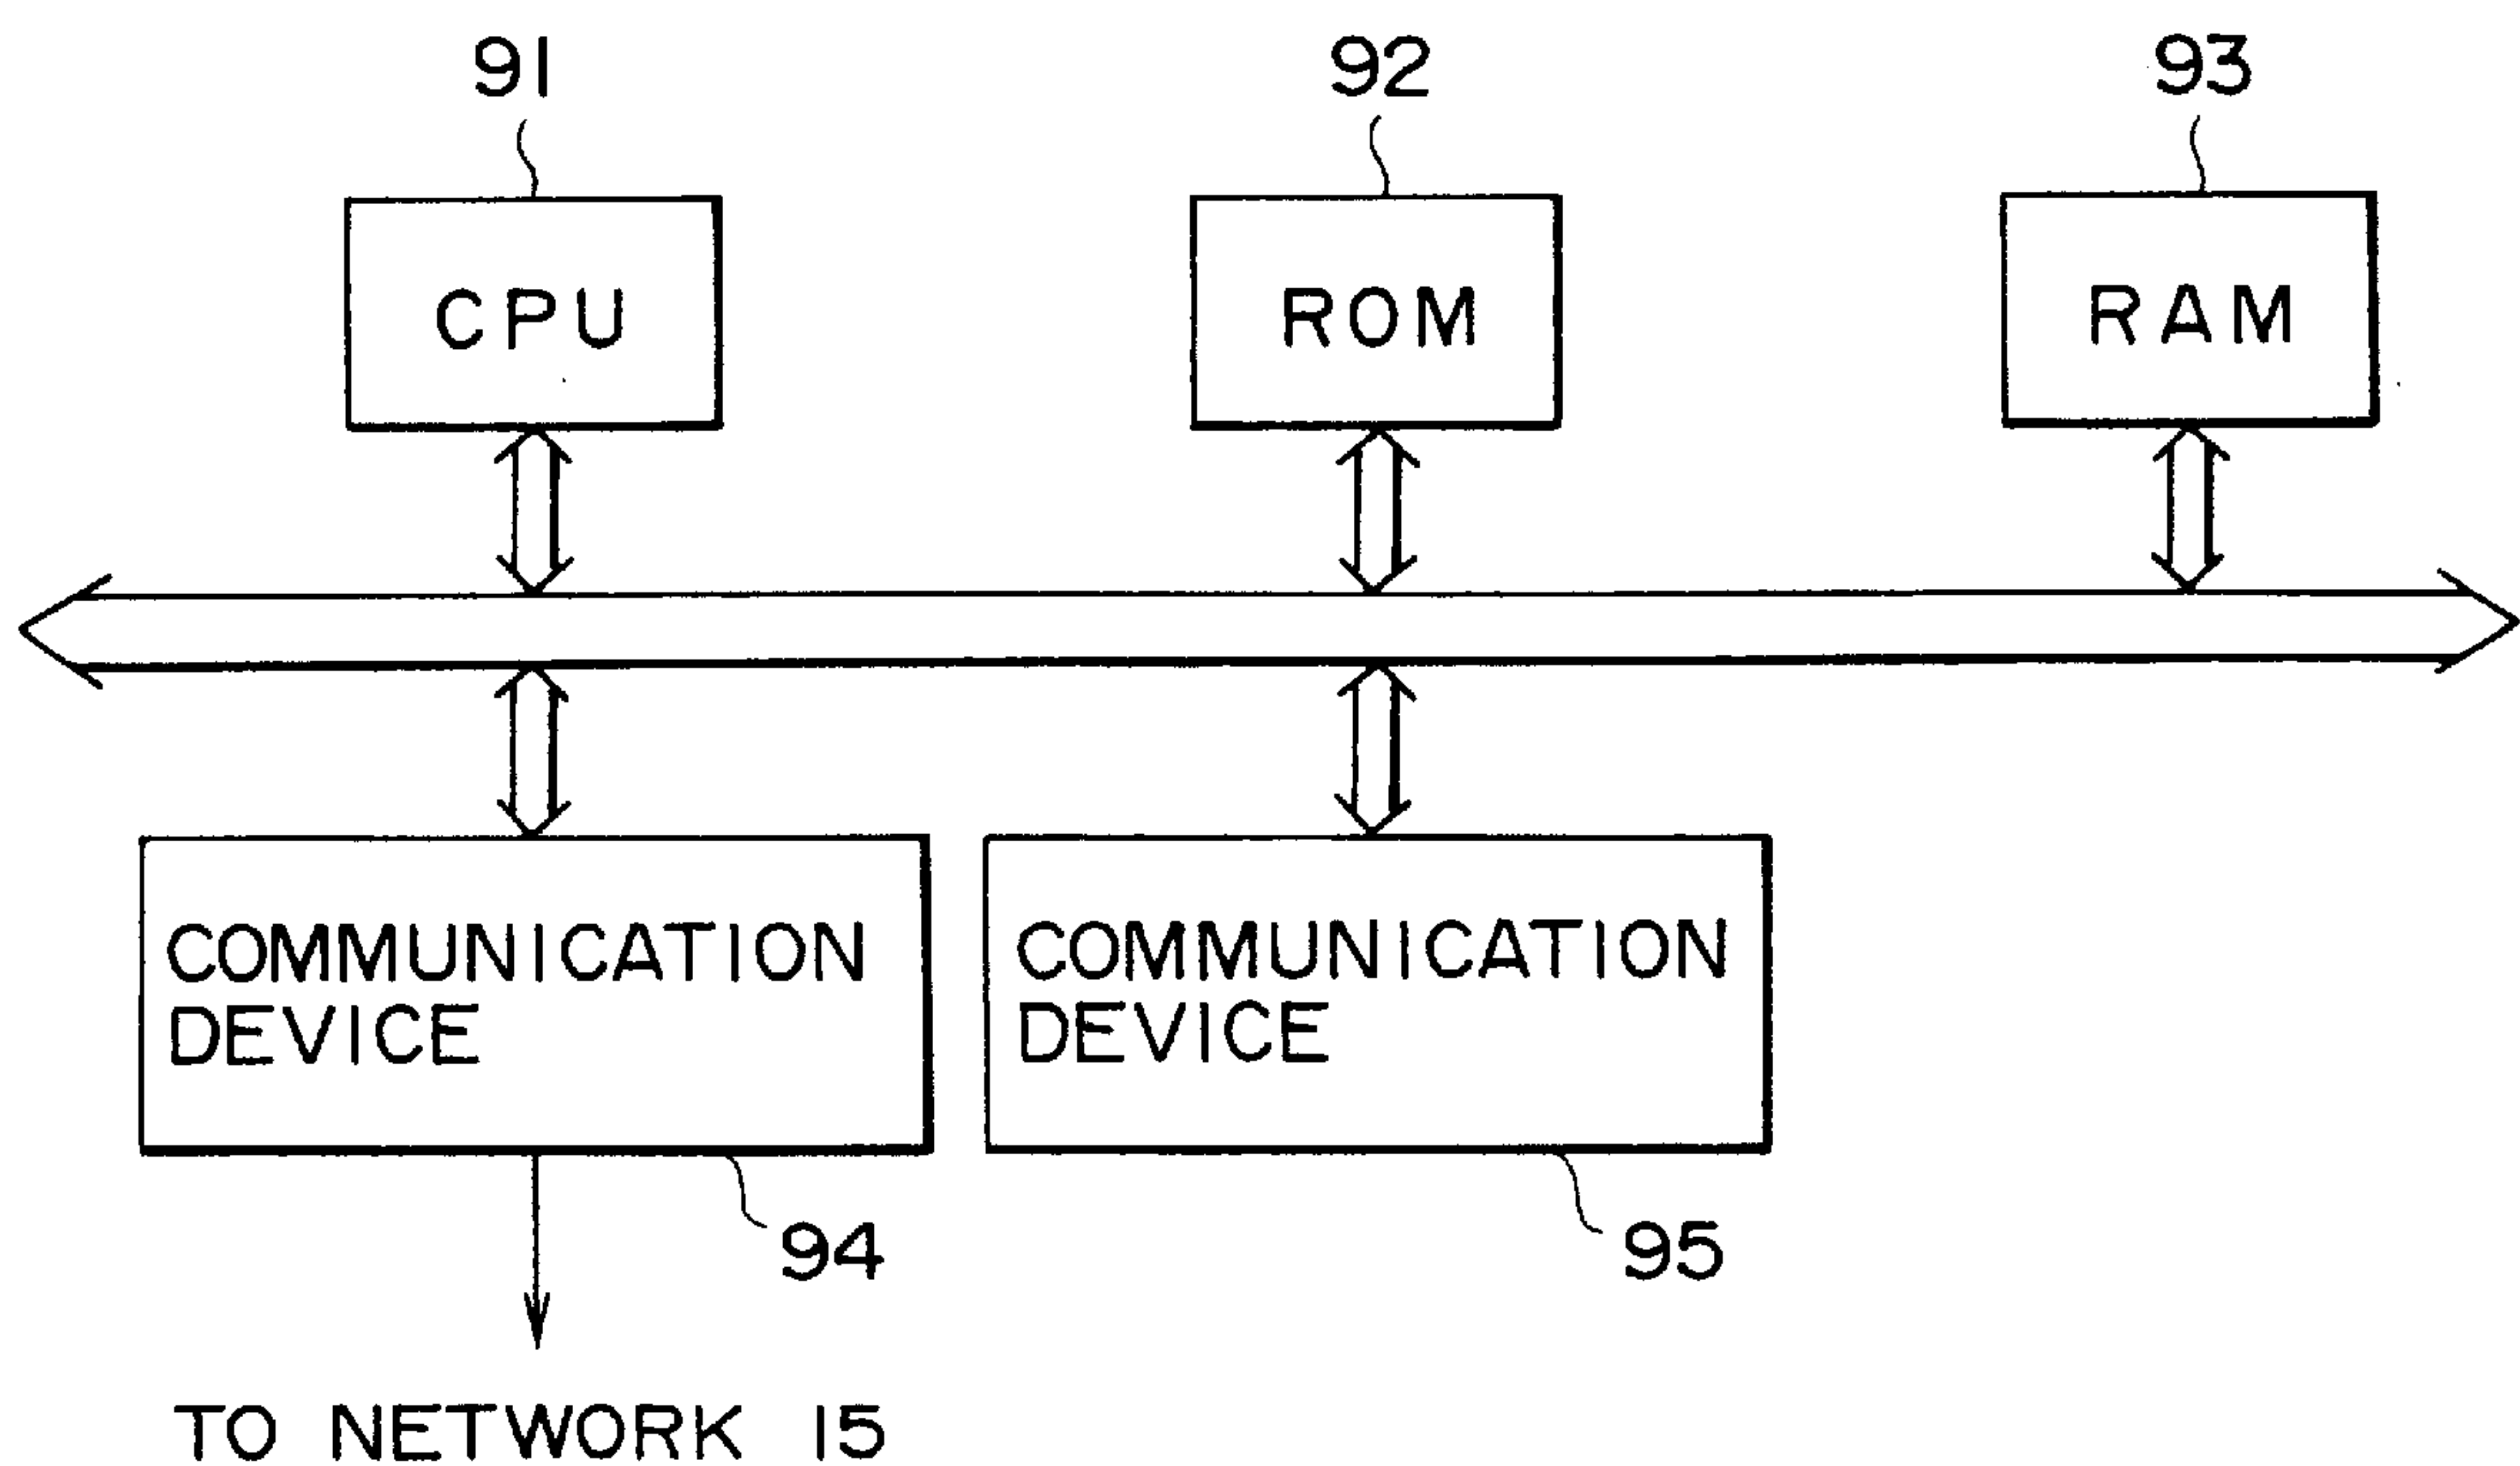 91
92
93
CPU
ROM
RAM
COMMUNICATION
DEVICE
COMMUNICATION
DEVICE
94
95
TO NETWORK 15